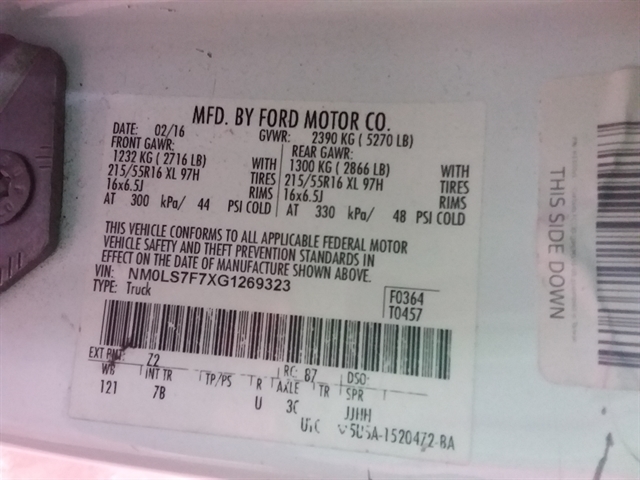 MFD. BY FORD MOTOR CO.
DATE: 02/16 GVWR: 2390 KG (5270 LB)
FRONT GAWR: REAR GAWR:
1232 KG (2716 LB) WITH 1300 KG (2866 LB) WITH
215/55R16 XL 97H TIRES 215/55R16 XL 97H TIRES
16x6.5J RIMS 16x6.5J RIMS
AT 300 kPa/ 44 PSI COLD AT 330 kPa/ 48 PSI COLD
THIS VEHICLE CONFORMS TO ALL APPLICABLE FEDERAL MOTOR
VEHICLE SAFETY AND THEFT PREVENTION STANDARDS IN
EFFECT ON THE DATE OF MANUFACTURE SHOWN ABOVE.
VIN: NM0LS7F7XG1269323
TYPE: Truck
F0364
T0457
EXT PNT: Z2 RC: 87 DSO:
WB INT TR TP/PS R AXLE TR SPR
121 7B U JJHH
UTC
THIS SIDE DOWN